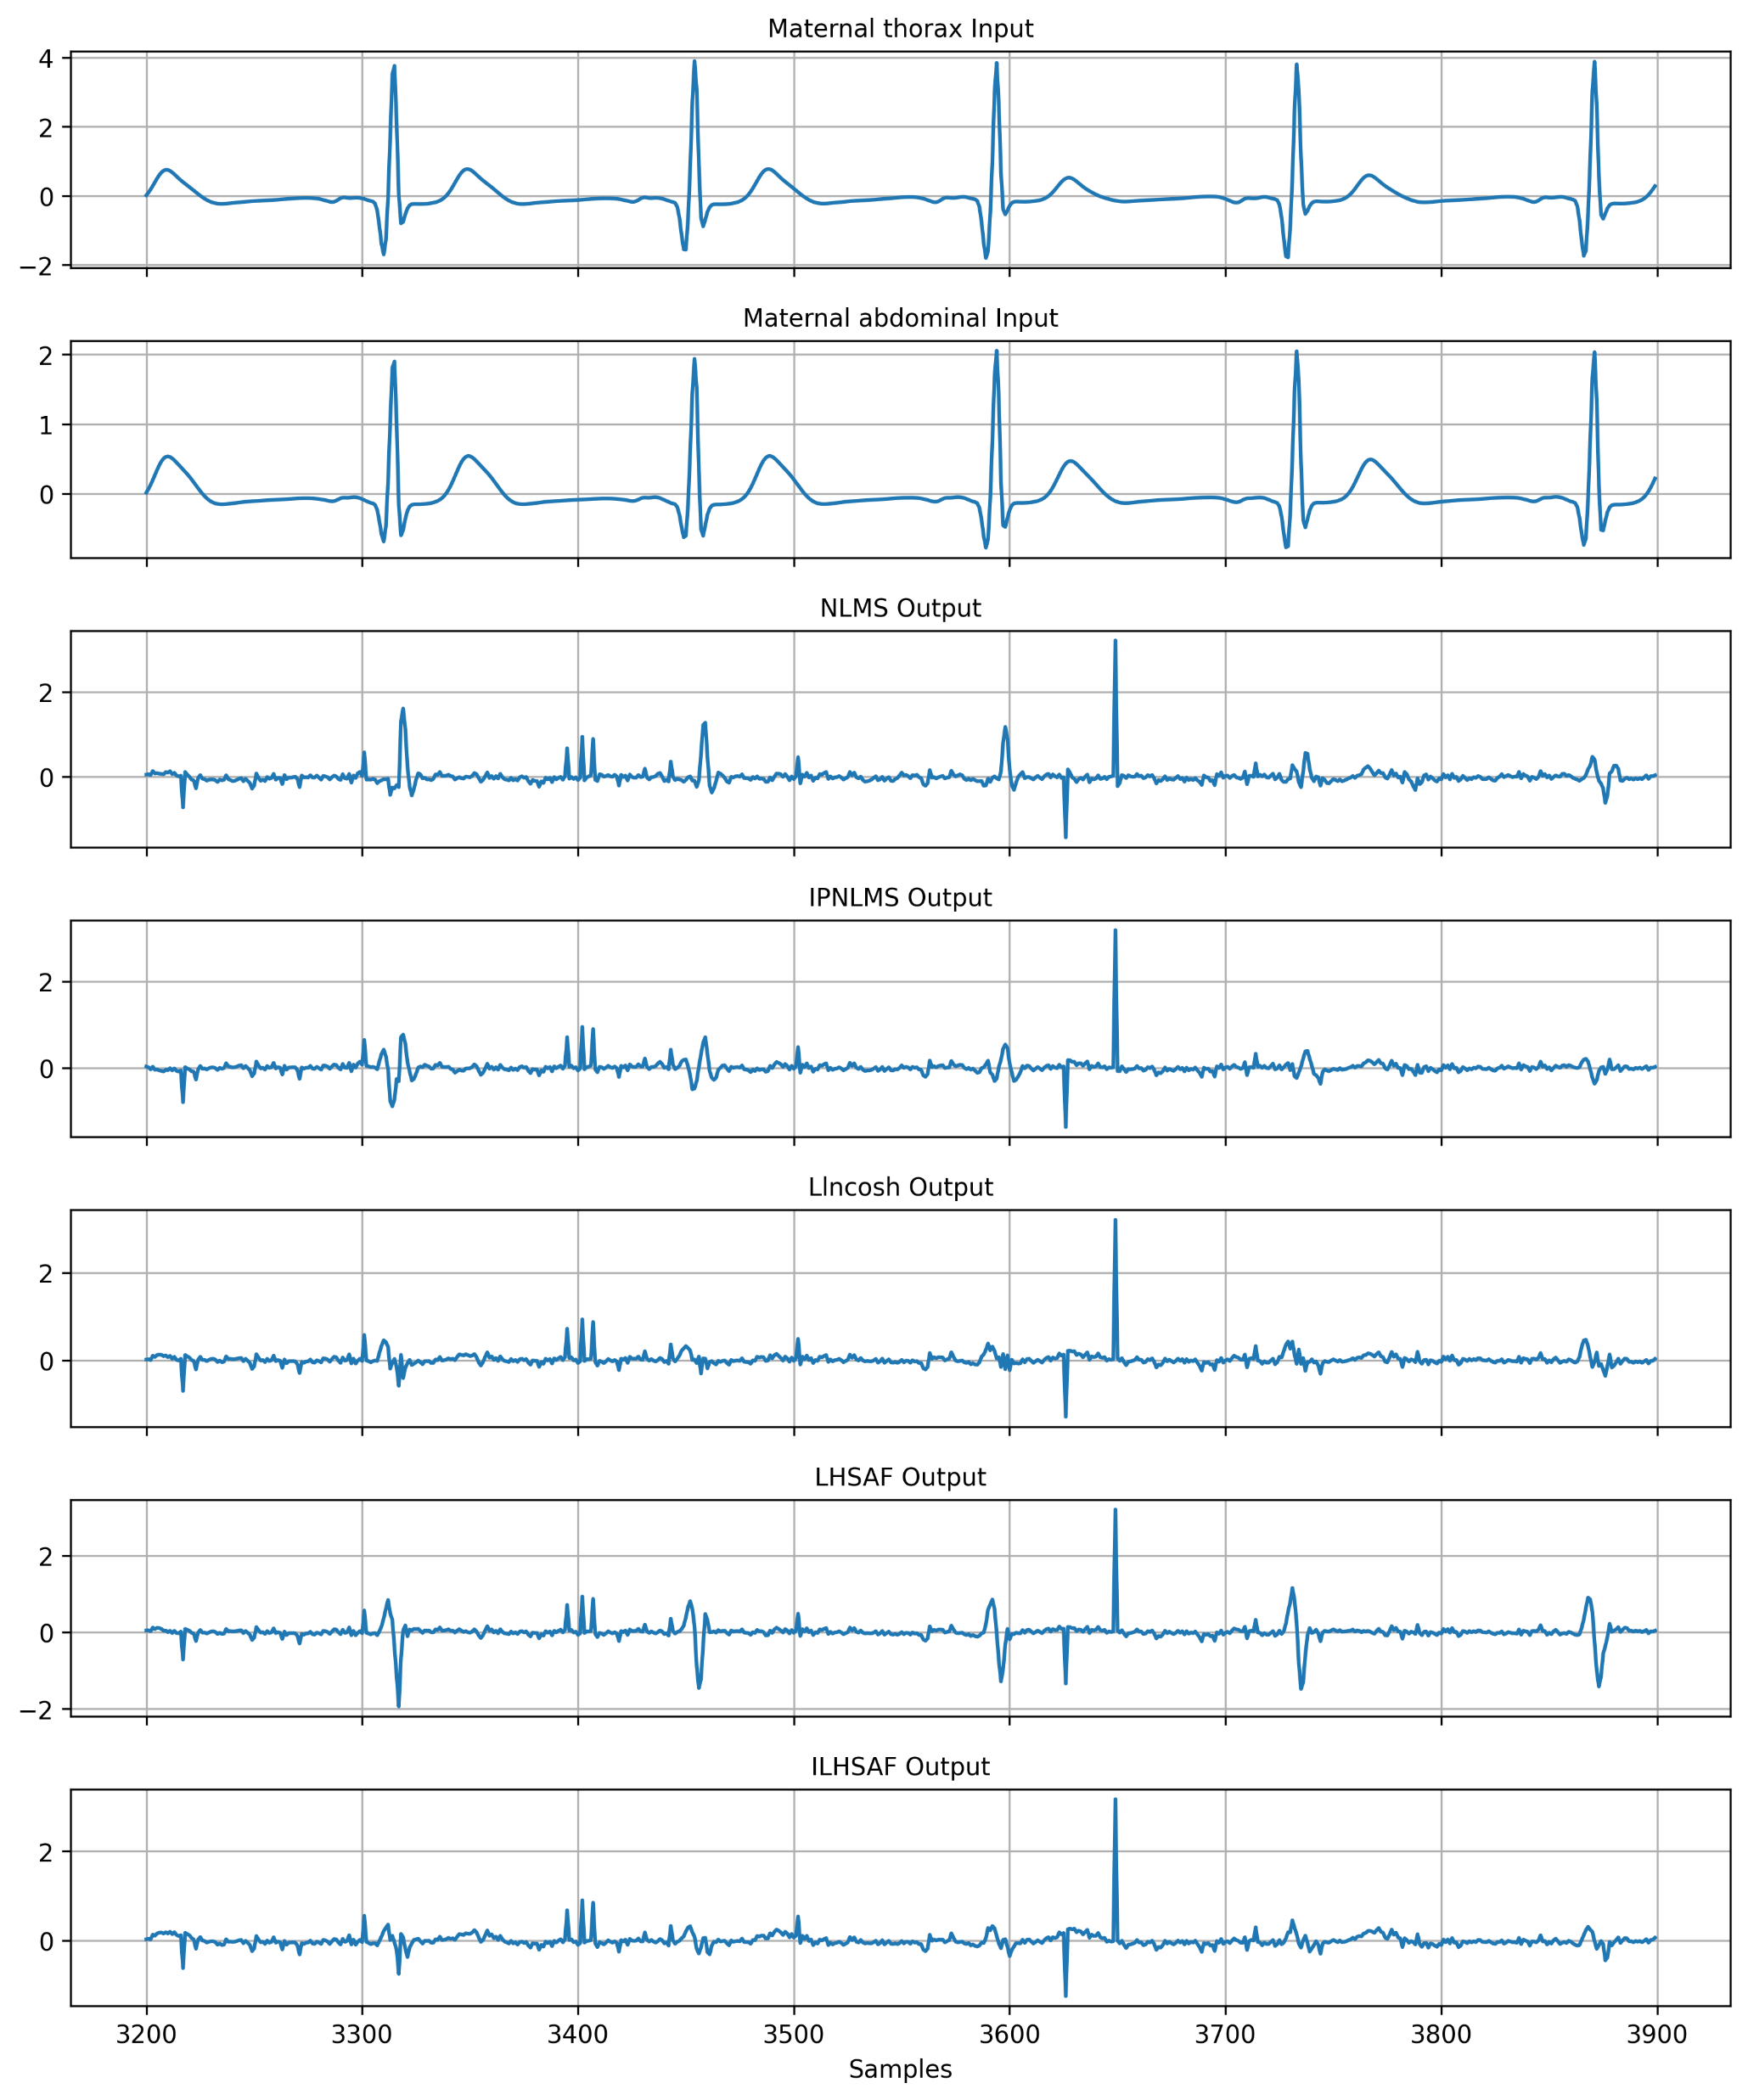 Maternal thorax Input
4
2
0
−2
Maternal abdominal Input
2
1
0
NLMS Output
2
0
IPNLMS Output
2
0
Llncosh Output
2
0
LHSAF Output
2
0
−2
ILHSAF Output
2
0
3200 3300 3400 3500 3600 3700 3800 3900
Samples